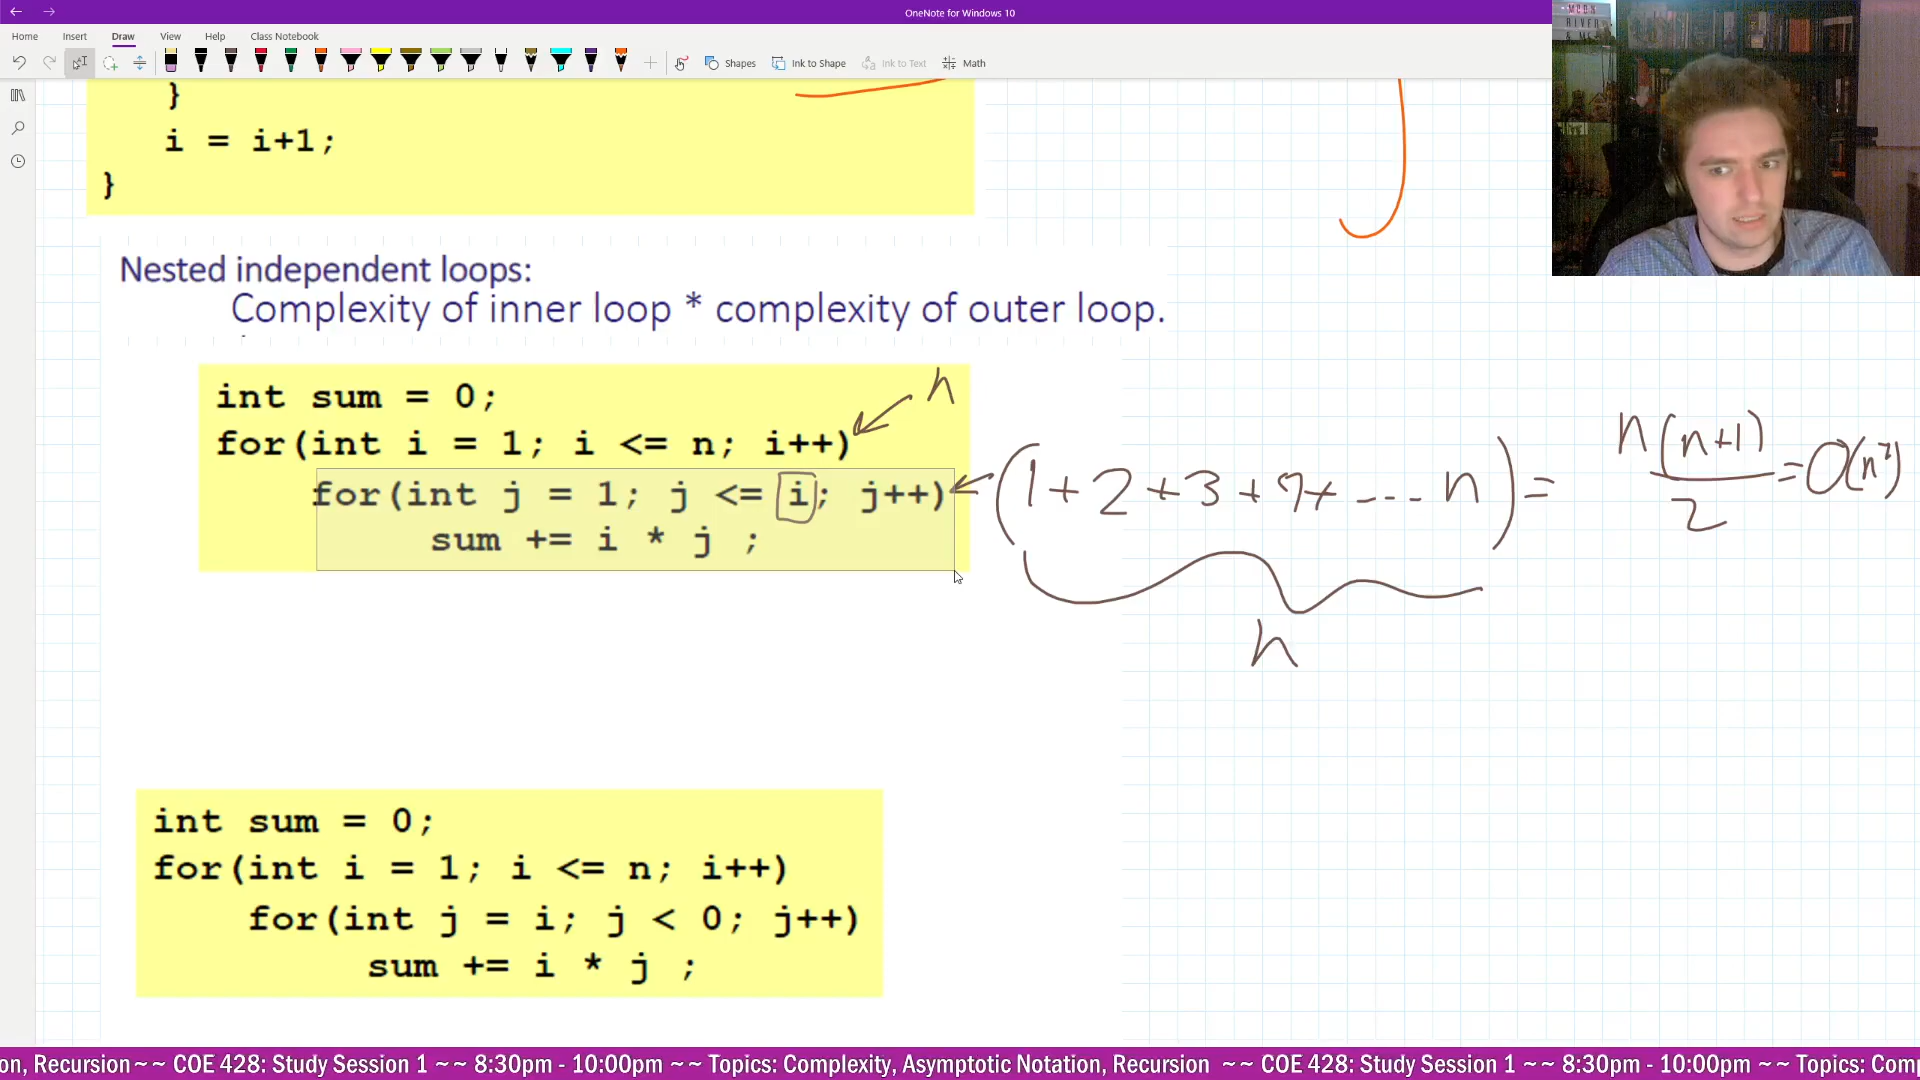 OneNote for Windows 10
Home Insert Draw View Help Class Notebook
Shapes Ink to Shape Ink to Text Math
}
i = i+1;
}
RIVER
Nested independent loops:
Complexity of inner loop * complexity of outer loop.
int sum = 0;
for(int i = 1; i <= n; i++)
for(int j = 1; j <= i; j++)
sum += i * j ;
n
(1+2+3+4+ ---- n) = n(n+1)/2 = O(n²)
n
int sum = 0;
for(int i = 1; i <= n; i++)
for(int j = i; j < 0; j++)
sum += i * j ;
on, Recursion ~~ COE 428: Study Session 1 ~~ 8:30pm - 10:00pm ~~ Topics: Complexity, Asymptotic Notation, Recursion ~~ COE 428: Study Session 1 ~~ 8:30pm - 10:00pm ~~ Topics: Com